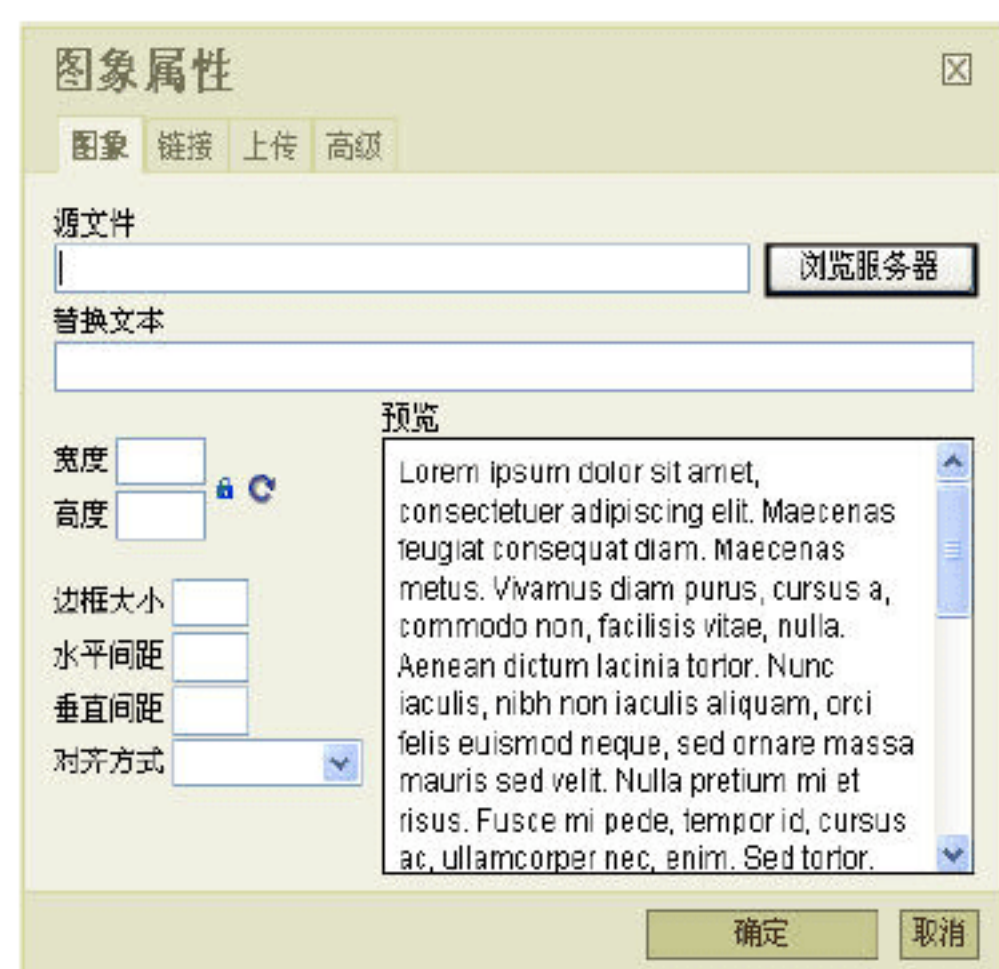 图象属性
图象 链接 上传 高级
源文件
浏览服务器
替换文本
预览
宽度
高度
边框大小
水平间距
垂直间距
对齐方式
Lorem ipsum dolor sit amet,
consectetuer adipiscing elit. Maecenas
feugiat consequat diam. Maecenas
metus. Vivamus diam purus, cursus a,
commodo non, facilisis vitae, nulla.
Aenean dictum lacinia tortor. Nunc
iaculis, nibh non iaculis aliquam, orci
felis euismod neque, sed ornare massa
mauris sed velit. Nulla pretium mi et
risus. Fusce mi pede, tempor id, cursus
ac, ullamcorper nec, enim. Sed tortor.
确定 取消